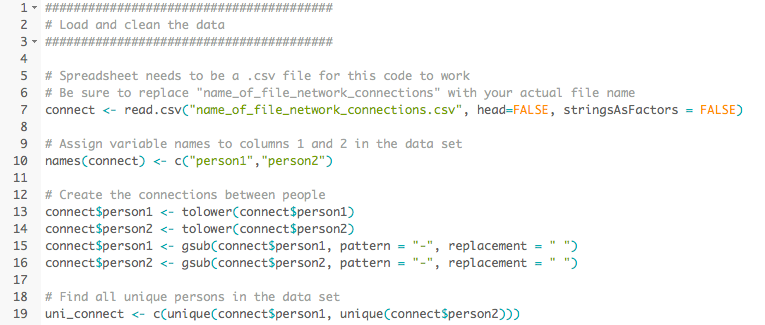 1 ########################################
2 # Load and clean the data
3 ########################################
4
5 # Spreadsheet needs to be a .csv file for this code to work
6 # Be sure to replace "name_of_file_network_connections" with your actual file name
7 connect <- read.csv("name_of_file_network_connections.csv", head=FALSE, stringsAsFactors = FALSE)
8
9 # Assign variable names to columns 1 and 2 in the data set
10 names(connect) <- c("person1","person2")
11
12 # Create the connections between people
13 connect$person1 <- tolower(connect$person1)
14 connect$person2 <- tolower(connect$person2)
15 connect$person1 <- gsub(connect$person1, pattern = "-", replacement = " ")
16 connect$person2 <- gsub(connect$person2, pattern = "-", replacement = " ")
17
18 # Find all unique persons in the data set
19 uni_connect <- c(unique(connect$person1, unique(connect$person2)))